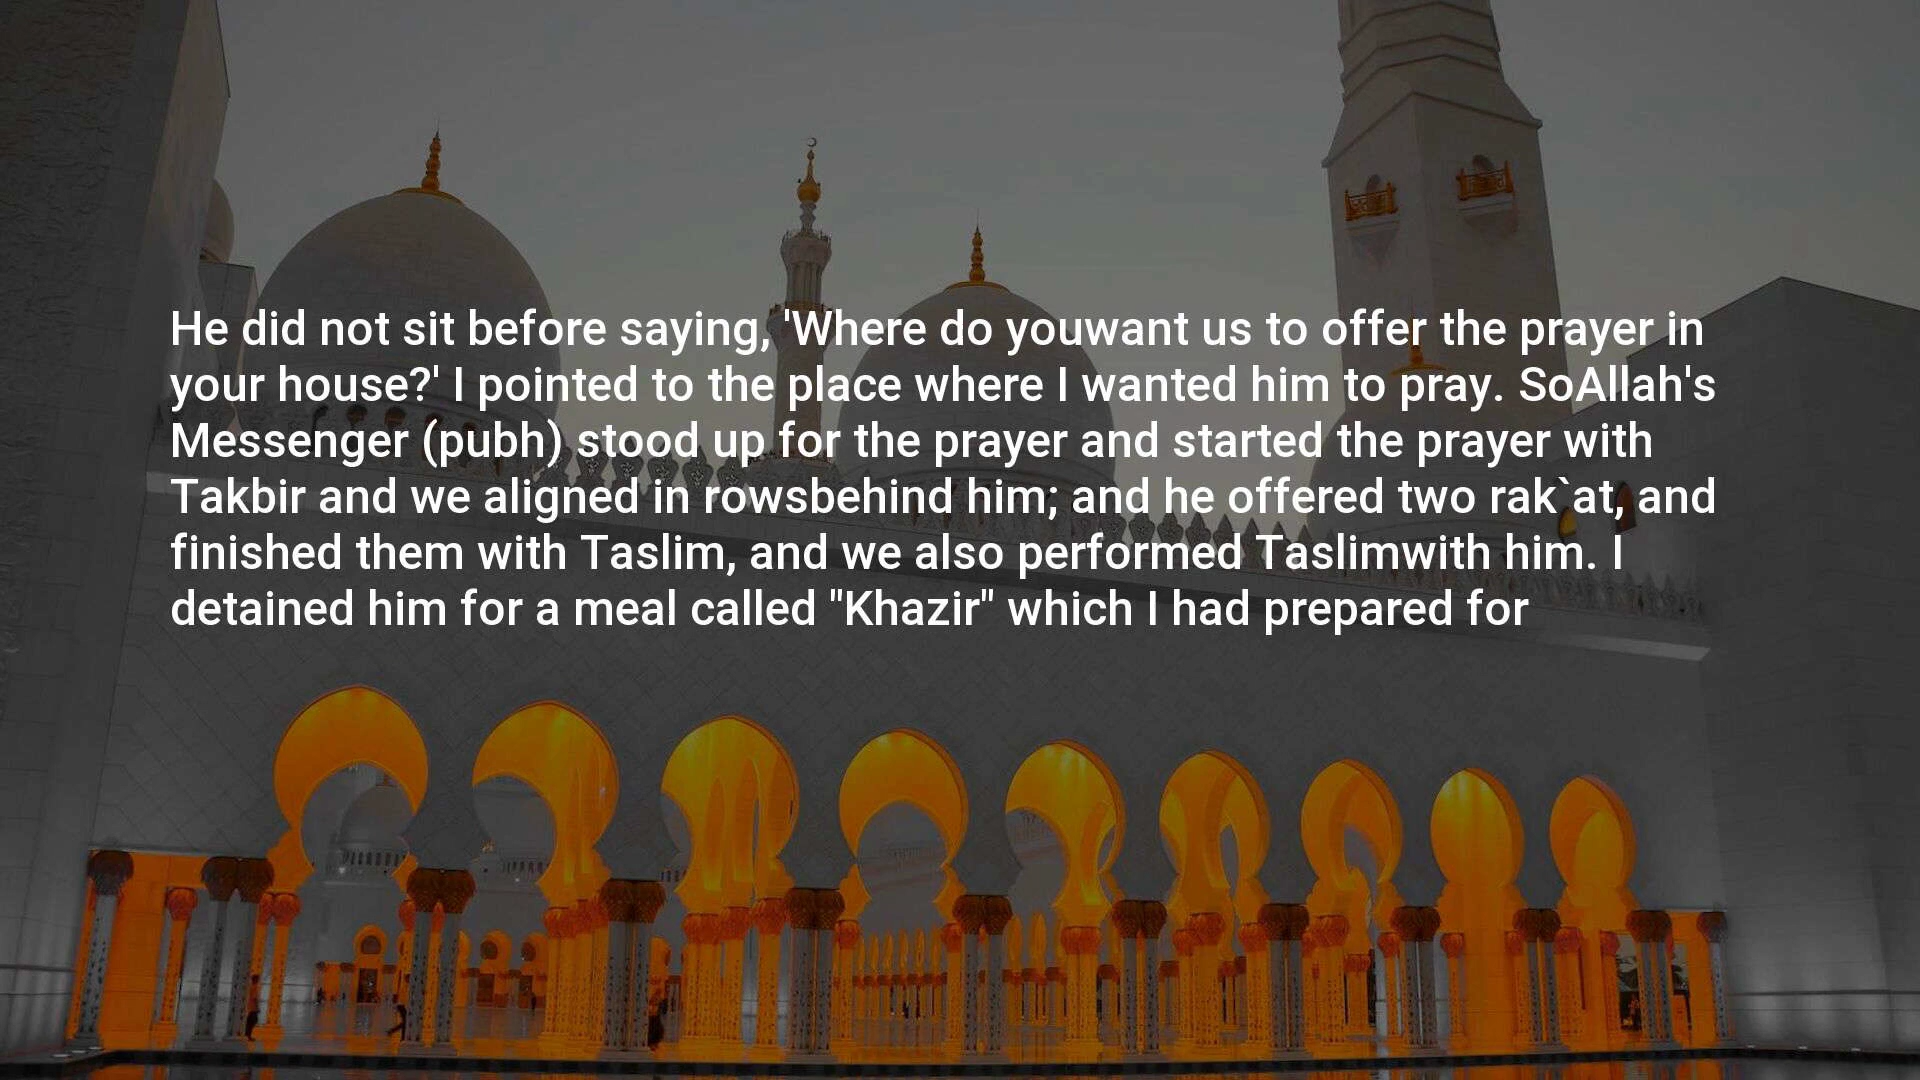 He did not sit before saying, 'Where do youwant us to offer the prayer in
your house?' I pointed to the place where I wanted him to pray. SoAllah's
Messenger (pubh) stood up for the prayer and started the prayer with
Takbir and we aligned in rowsbehind him; and he offered two rak`at, and
finished them with Taslim, and we also performed Taslimwith him. I
detained him for a meal called "Khazir" which I had prepared for